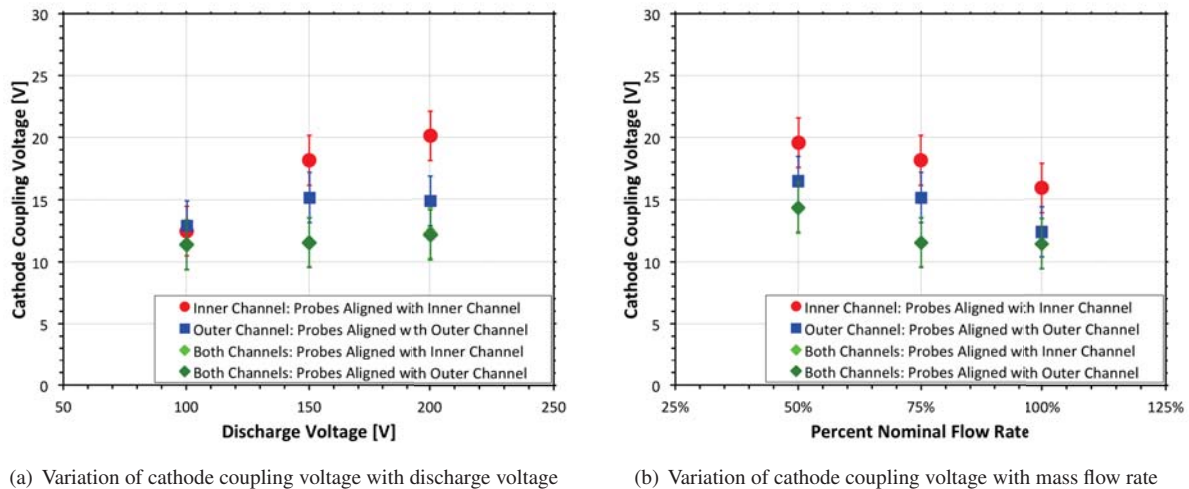 30
25
20
15
10
5
0
Cathode Coupling Voltage [V]
Inner Channel: Probes Aligned with Inner Channel
Outer Channel: Probes Aligned with Outer Channel
Both Channels: Probes Aligned with Inner Channel
Both Channels: Probes Aligned with Outer Channel
50 100 150 200 250
Discharge Voltage [V]
(a) Variation of cathode coupling voltage with discharge voltage
30
25
20
15
10
5
0
Cathode Coupling Voltage [V]
Inner Channel: Probes Aligned with Inner Channel
Outer Channel: Probes Aligned with Outer Channel
Both Channels: Probes Aligned with Inner Channel
Both Channels: Probes Aligned with Outer Channel
25% 50% 75% 100% 125%
Percent Nominal Flow Rate
(b) Variation of cathode coupling voltage with mass flow rate